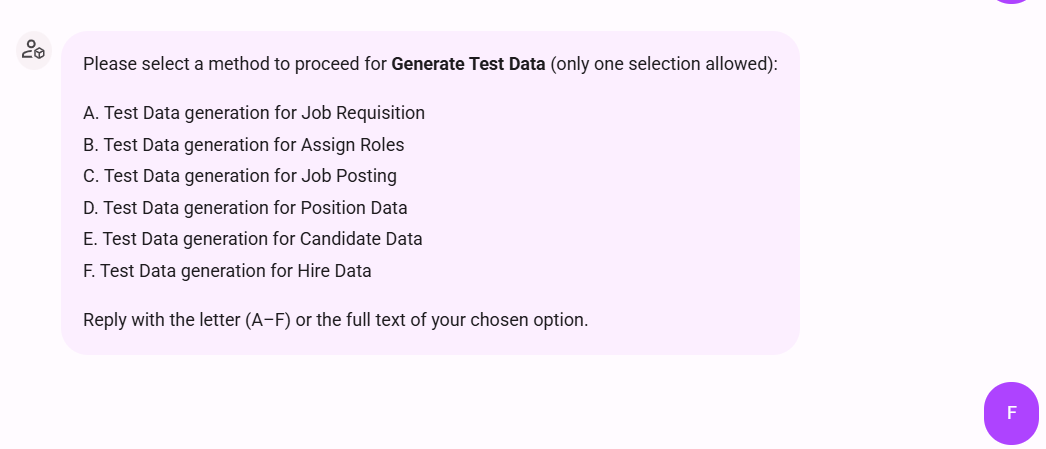 Please select a method to proceed for Generate Test Data (only one selection allowed):
A. Test Data generation for Job Requisition
B. Test Data generation for Assign Roles
C. Test Data generation for Job Posting
D. Test Data generation for Position Data
E. Test Data generation for Candidate Data
F. Test Data generation for Hire Data
Reply with the letter (A–F) or the full text of your chosen option.
F